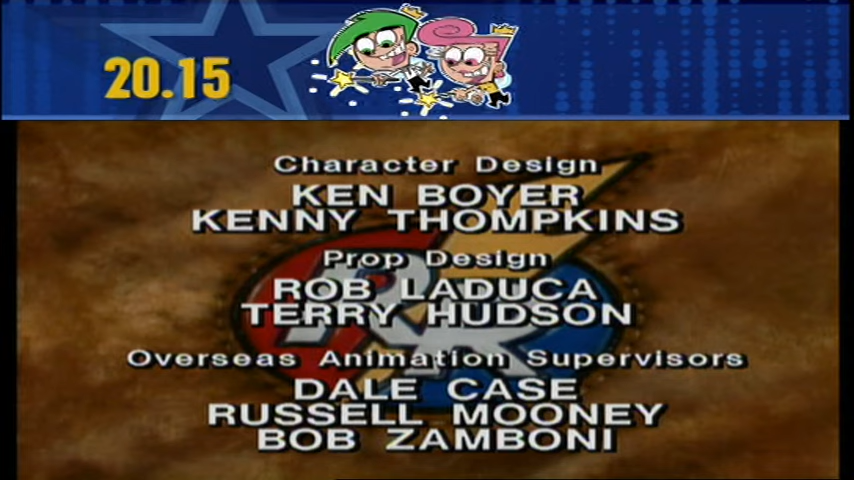 20.15
Character Design
KEN BOYER
KENNY THOMPKINS
Prop Design
ROB LADUCA
TERRY HUDSON
Overseas Animation Supervisors
DALE CASE
RUSSELL MOONEY
BOB ZAMBONI